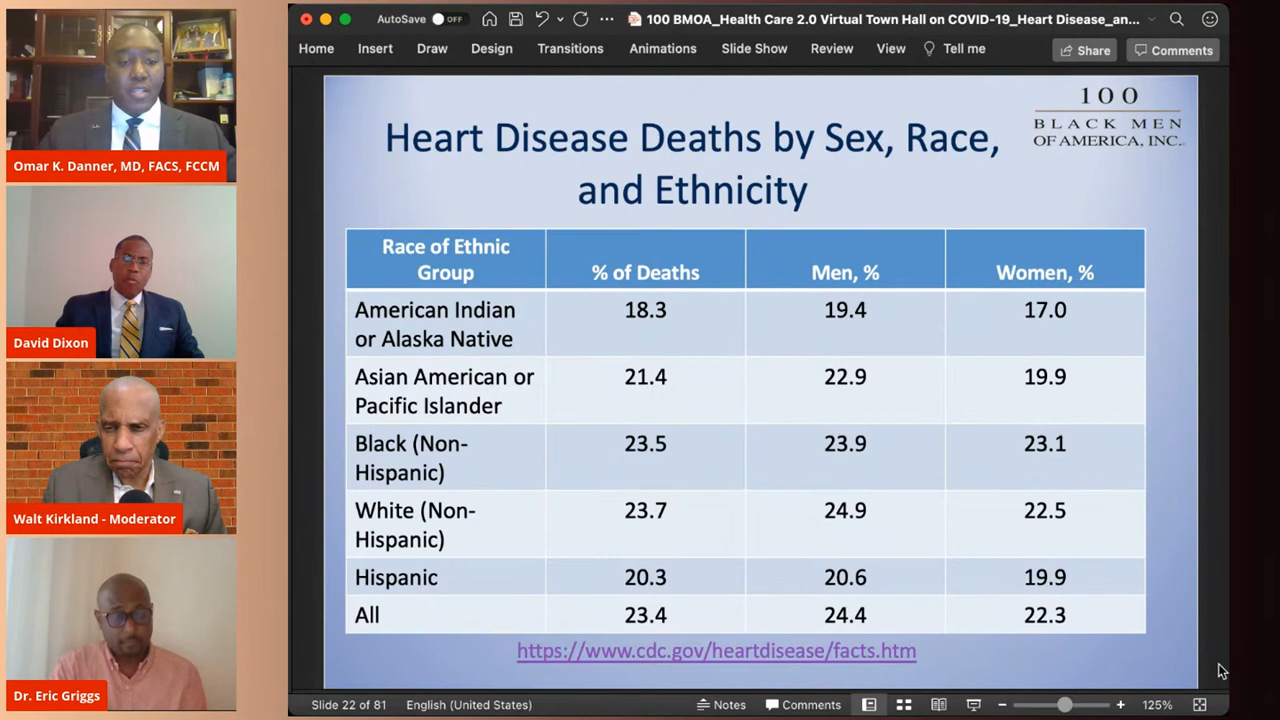 Omar K. Danner, MD, FACS, FCCM
David Dixon
Walt Kirkland - Moderator
Dr. Eric Griggs
AutoSave OFF
100 BMOA_Health Care 2.0 Virtual Town Hall on COVID-19_Heart Disease_an...
Home Insert Draw Design Transitions Animations Slide Show Review View Tell me Share Comments
100
BLACK MEN
OF AMERICA, INC.
Heart Disease Deaths by Sex, Race,
and Ethnicity
Race of Ethnic
Group
% of Deaths
Men, %
Women, %
American Indian
or Alaska Native
18.3
19.4
17.0
Asian American or
Pacific Islander
21.4
22.9
19.9
Black (Non-
Hispanic)
23.5
23.9
23.1
White (Non-
Hispanic)
23.7
24.9
22.5
Hispanic
20.3
20.6
19.9
All
23.4
24.4
22.3
https://www.cdc.gov/heartdisease/facts.htm
Slide 22 of 81 English (United States) Notes Comments 125%